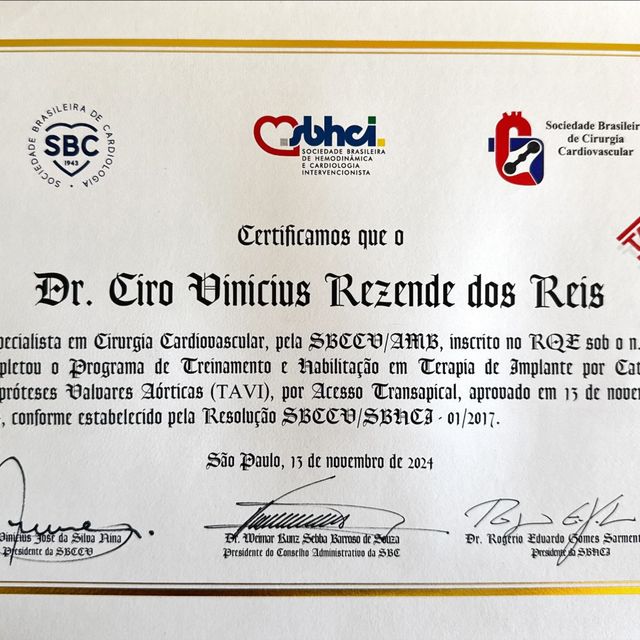 SOCIEDADE BRASILEIRA DE CARDIOLOGIA
SBC
1943
sbhci
SOCIEDADE BRASILEIRA
DE HEMODINÂMICA
E CARDIOLOGIA
INTERVENCIONISTA
Sociedade Brasileir
de Cirurgia
Cardiovascular
Certificamos que o
Dr. Ciro Vinicius Rezende dos Reis
specialista em Cirurgia Cardiovascular, pela SBCCV/AMB, inscrito no RQE sob o n.
pletou o Programa de Treinamento e Habilitação em Terapia de Implante por Cat
próteses Valvares Aórticas (TAVI), por Acesso Transapical, aprovado em 13 de nove
, conforme estabelecido pela Resolução SBCCV/SBHCI - 01/2017.
São Paulo, 13 de novembro de 2024
Vinicius José da Silva Nina
Presidente da SBCCV
Dr. Weimar Kunz Sebba Barroso de Souza
Presidente do Conselho Administrativo da SBC
Dr. Rogério Eduardo Gomes Sarment
Presidente da SBHCI